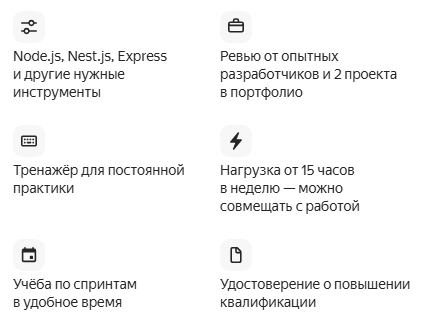 Node.js, Nest.js, Express
и другие нужные
инструменты
Ревью от опытных
разработчиков и 2 проекта
в портфолио
Тренажёр для постоянной
практики
Нагрузка от 15 часов
в неделю — можно
совмещать с работой
Учёба по спринтам
в удобное время
Удостоверение о повышении
квалификации